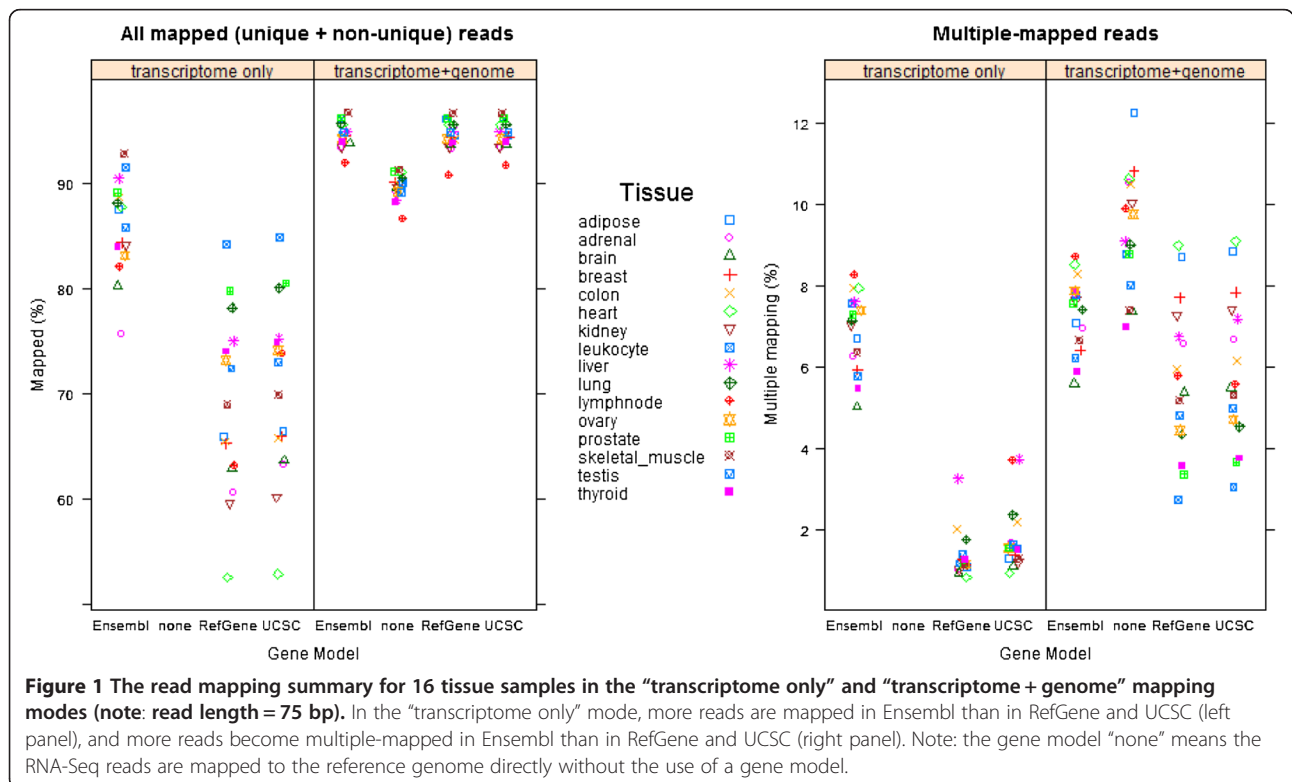 All mapped (unique + non-unique) reads
transcriptome only
transcriptome+genome
90
80
70
60
Mapped (%)
Ensembl none RefGene UCSC
Ensembl none RefGene UCSC
Gene Model
Tissue
adipose
adrenal
brain
breast
colon
heart
kidney
leukocyte
liver
lung
lymphnode
ovary
prostate
skeletal_muscle
testis
thyroid
Multiple-mapped reads
transcriptome only
transcriptome+genome
12
10
8
6
4
2
Multiple mapping (%)
Ensembl none RefGene UCSC
Ensembl none RefGene UCSC
Gene Model
Figure 1 The read mapping summary for 16 tissue samples in the “transcriptome only” and “transcriptome + genome” mapping
modes (note: read length = 75 bp). In the “transcriptome only” mode, more reads are mapped in Ensembl than in RefGene and UCSC (left
panel), and more reads become multiple-mapped in Ensembl than in RefGene and UCSC (right panel). Note: the gene model “none” means the
RNA-Seq reads are mapped to the reference genome directly without the use of a gene model.